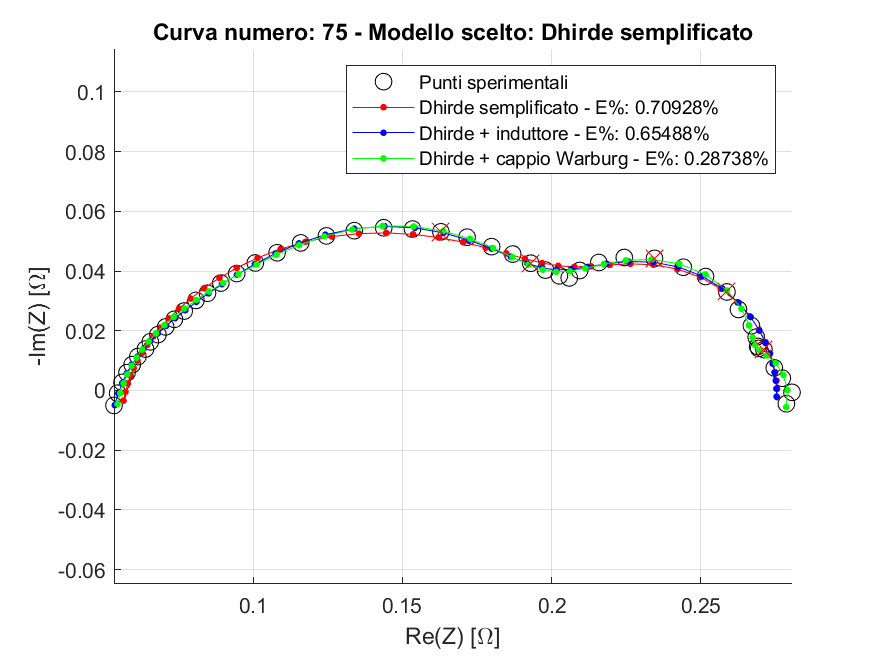 Curva numero: 75 - Modello scelto: Dhirde semplificato
Punti sperimentali
Dhirde semplificato - E%: 0.70928%
Dhirde + induttore - E%: 0.65488%
Dhirde + cappio Warburg - E%: 0.28738%
-Im(Z) [Ω]
0.1
0.08
0.06
0.04
0.02
0
-0.02
-0.04
-0.06
0.1 0.15 0.2 0.25
Re(Z) [Ω]